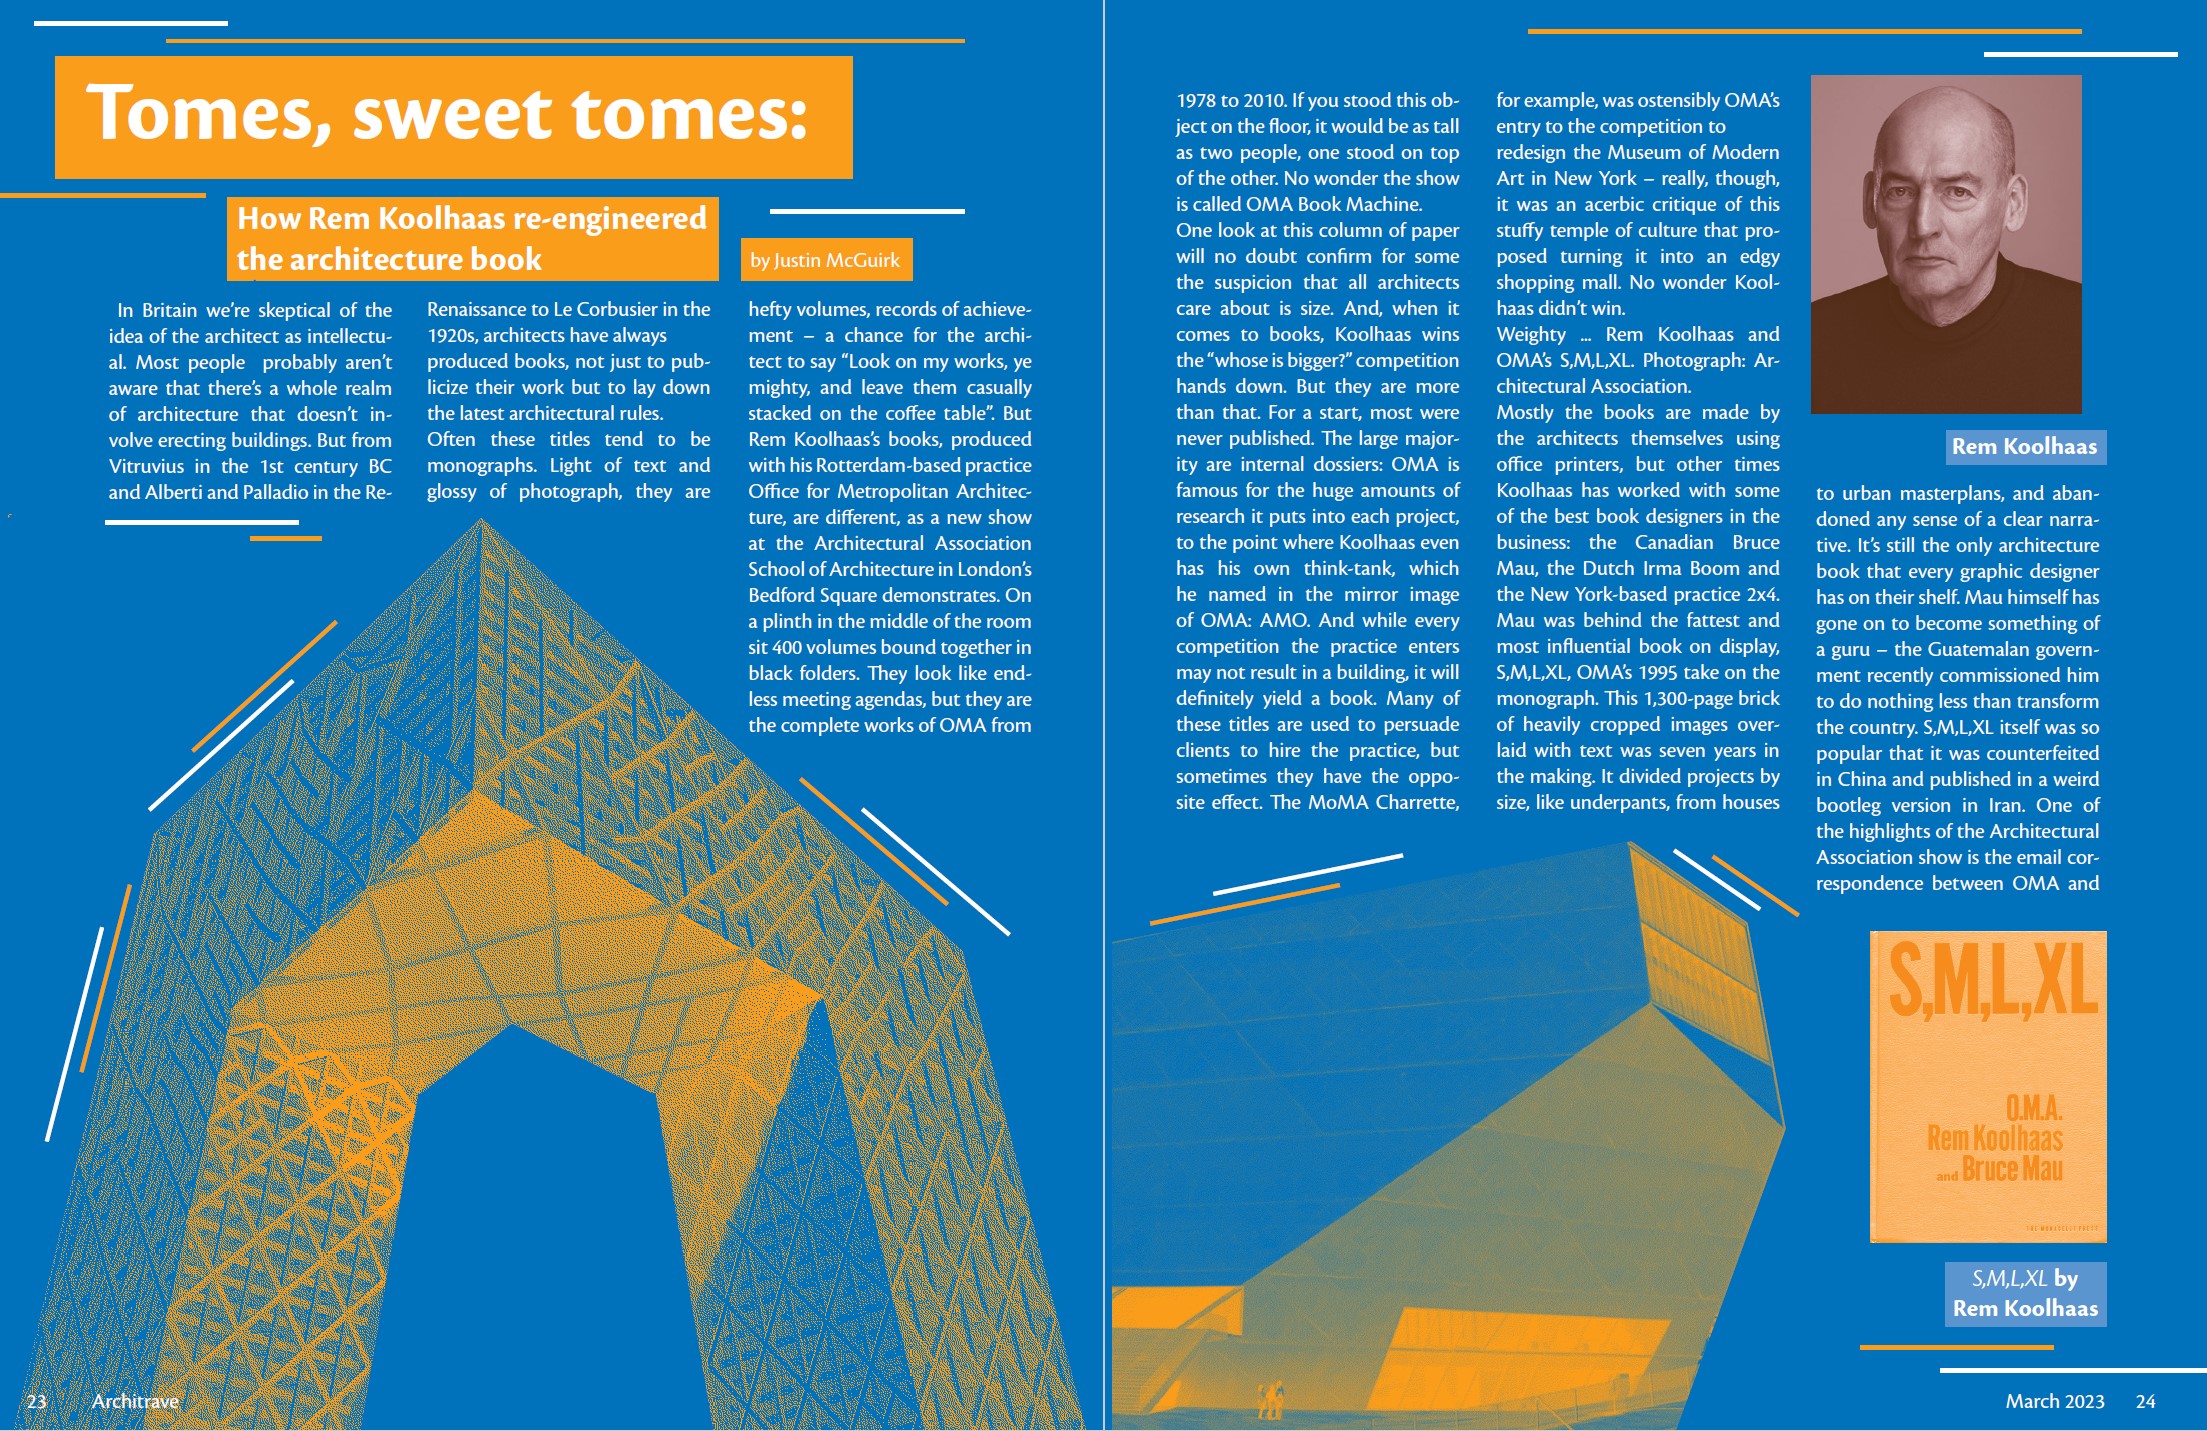 Tomes, sweet tomes:
How Rem Koolhaas re-engineered
the architecture book
by Justin McGuirk
In Britain we’re skeptical of the
idea of the architect as intellectu-
al. Most people probably aren’t
aware that there’s a whole realm
of architecture that doesn’t in-
volve erecting buildings. But from
Vitruvius in the 1st century BC
and Alberti and Palladio in the Re-
Renaissance to Le Corbusier in the
1920s, architects have always
produced books, not just to pub-
licize their work but to lay down
the latest architectural rules.
Often these titles tend to be
monographs. Light of text and
glossy of photograph, they are
hefty volumes, records of achieve-
ment – a chance for the archi-
tect to say “Look on my works, ye
mighty, and leave them casually
stacked on the coffee table”. But
Rem Koolhaas’s books, produced
with his Rotterdam-based practice
Office for Metropolitan Architec-
ture, are different, as a new show
at the Architectural Association
School of Architecture in London’s
Bedford Square demonstrates. On
a plinth in the middle of the room
sit 400 volumes bound together in
black folders. They look like end-
less meeting agendas, but they are
the complete works of OMA from
23 Architrave
1978 to 2010. If you stood this ob-
ject on the floor, it would be as tall
as two people, one stood on top
of the other. No wonder the show
is called OMA Book Machine.
One look at this column of paper
will no doubt confirm for some
the suspicion that all architects
care about is size. And, when it
comes to books, Koolhaas wins
the “whose is bigger?” competition
hands down. But they are more
than that. For a start, most were
never published. The large major-
ity are internal dossiers: OMA is
famous for the huge amounts of
research it puts into each project,
to the point where Koolhaas even
has his own think-tank, which
he named in the mirror image
of OMA: AMO. And while every
competition the practice enters
may not result in a building, it will
definitely yield a book. Many of
these titles are used to persuade
clients to hire the practice, but
sometimes they have the oppo-
site effect. The MoMA Charrette,
for example, was ostensibly OMA’s
entry to the competition to
redesign the Museum of Modern
Art in New York – really, though,
it was an acerbic critique of this
stuffy temple of culture that pro-
posed turning it into an edgy
shopping mall. No wonder Kool-
haas didn’t win.
Weighty ... Rem Koolhaas and
OMA’s S,M,L,XL. Photograph: Ar-
chitectural Association.
Mostly the books are made by
the architects themselves using
office printers, but other times
Koolhaas has worked with some
of the best book designers in the
business: the Canadian Bruce
Mau, the Dutch Irma Boom and
the New York-based practice 2x4.
Mau was behind the fattest and
most influential book on display,
S,M,L,XL, OMA’s 1995 take on the
monograph. This 1,300-page brick
of heavily cropped images over-
laid with text was seven years in
the making. It divided projects by
size, like underpants, from houses
Rem Koolhaas
to urban masterplans, and aban-
doned any sense of a clear narra-
tive. It’s still the only architecture
book that every graphic designer
has on their shelf. Mau himself has
gone on to become something of
a guru – the Guatemalan govern-
ment recently commissioned him
to do nothing less than transform
the country. S,M,L,XL itself was so
popular that it was counterfeited
in China and published in a weird
bootleg version in Iran. One of
the highlights of the Architectural
Association show is the email cor-
respondence between OMA and
S,M,L,XL
O.M.A.
Rem Koolhaas
and Bruce Mau
THE MONACELLI PRESS
S,M,L,XL by
Rem Koolhaas
March 2023 24